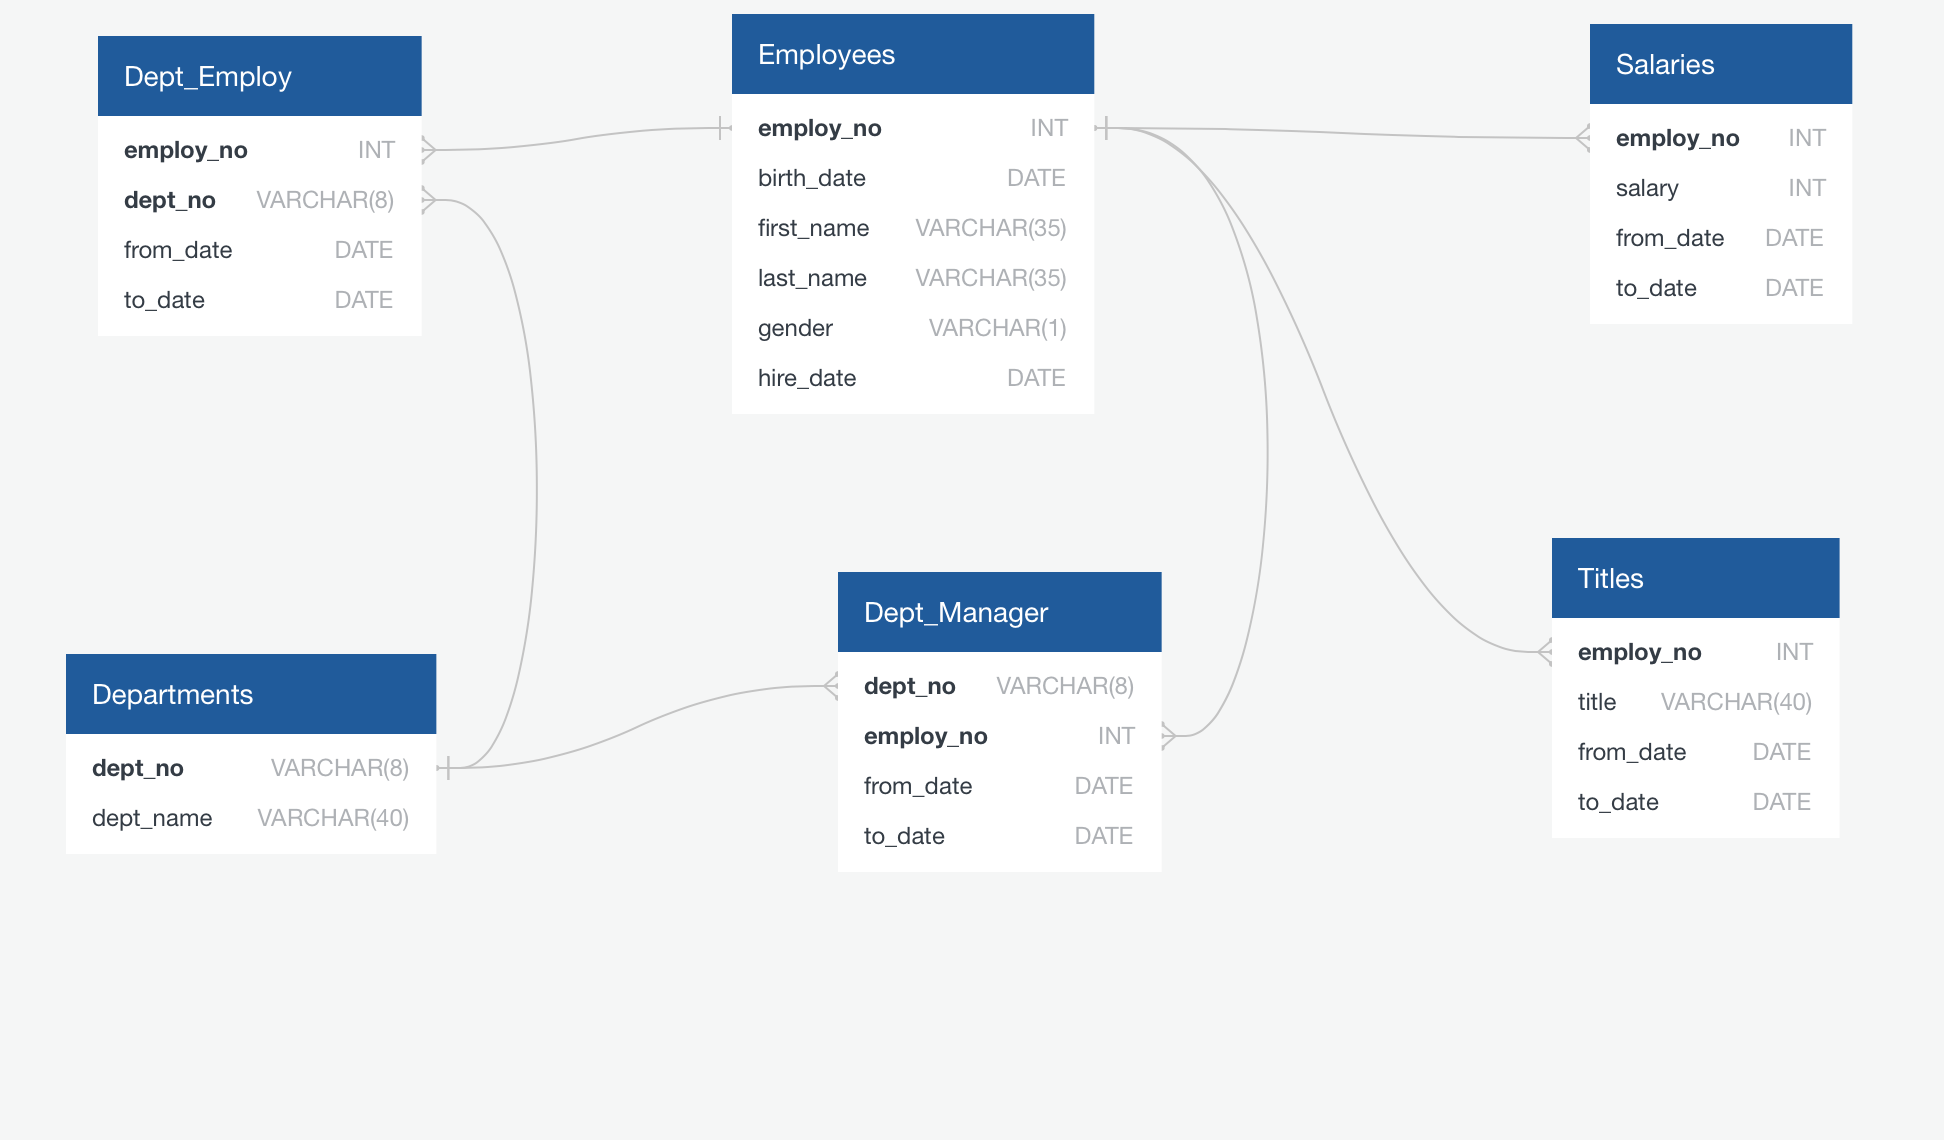 Dept_Employ
employ_no INT
dept_no VARCHAR(8)
from_date DATE
to_date DATE
Employees
employ_no INT
birth_date DATE
first_name VARCHAR(35)
last_name VARCHAR(35)
gender VARCHAR(1)
hire_date DATE
Salaries
employ_no INT
salary INT
from_date DATE
to_date DATE
Departments
dept_no VARCHAR(8)
dept_name VARCHAR(40)
Dept_Manager
dept_no VARCHAR(8)
employ_no INT
from_date DATE
to_date DATE
Titles
employ_no INT
title VARCHAR(40)
from_date DATE
to_date DATE